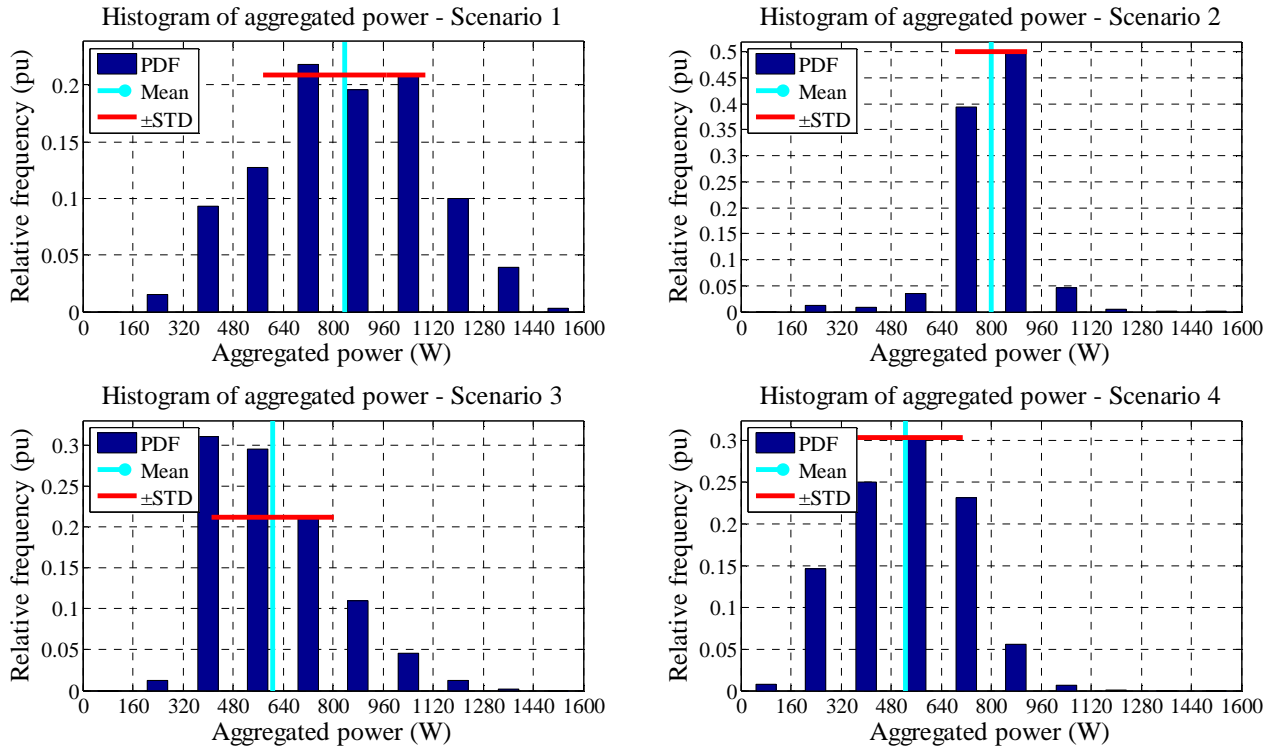 Histogram of aggregated power - Scenario 1
Relative frequency (pu)
0.2
0.15
0.1
0.05
0
PDF
Mean
±STD
0 160 320 480 640 800 960 1120 1280 1440 1600
Aggregated power (W)
Histogram of aggregated power - Scenario 2
Relative frequency (pu)
0.5
0.45
0.4
0.35
0.3
0.25
0.5
0.15
0.1
0.05
0
PDF
Mean
±STD
0 160 320 480 640 800 960 1120 1280 1440 1600
Aggregated power (W)
Histogram of aggregated power - Scenario 3
Relative frequency (pu)
0.3
0.25
0.2
0.15
0.1
0.05
0
PDF
Mean
±STD
0 160 320 480 640 800 960 1120 1280 1440 1600
Aggregated power (W)
Histogram of aggregated power - Scenario 4
Relative frequency (pu)
0.3
0.25
0.2
0.15
0.1
0.05
0
PDF
Mean
±STD
0 160 320 480 640 800 960 1120 1280 1440 1600
Aggregated power (W)